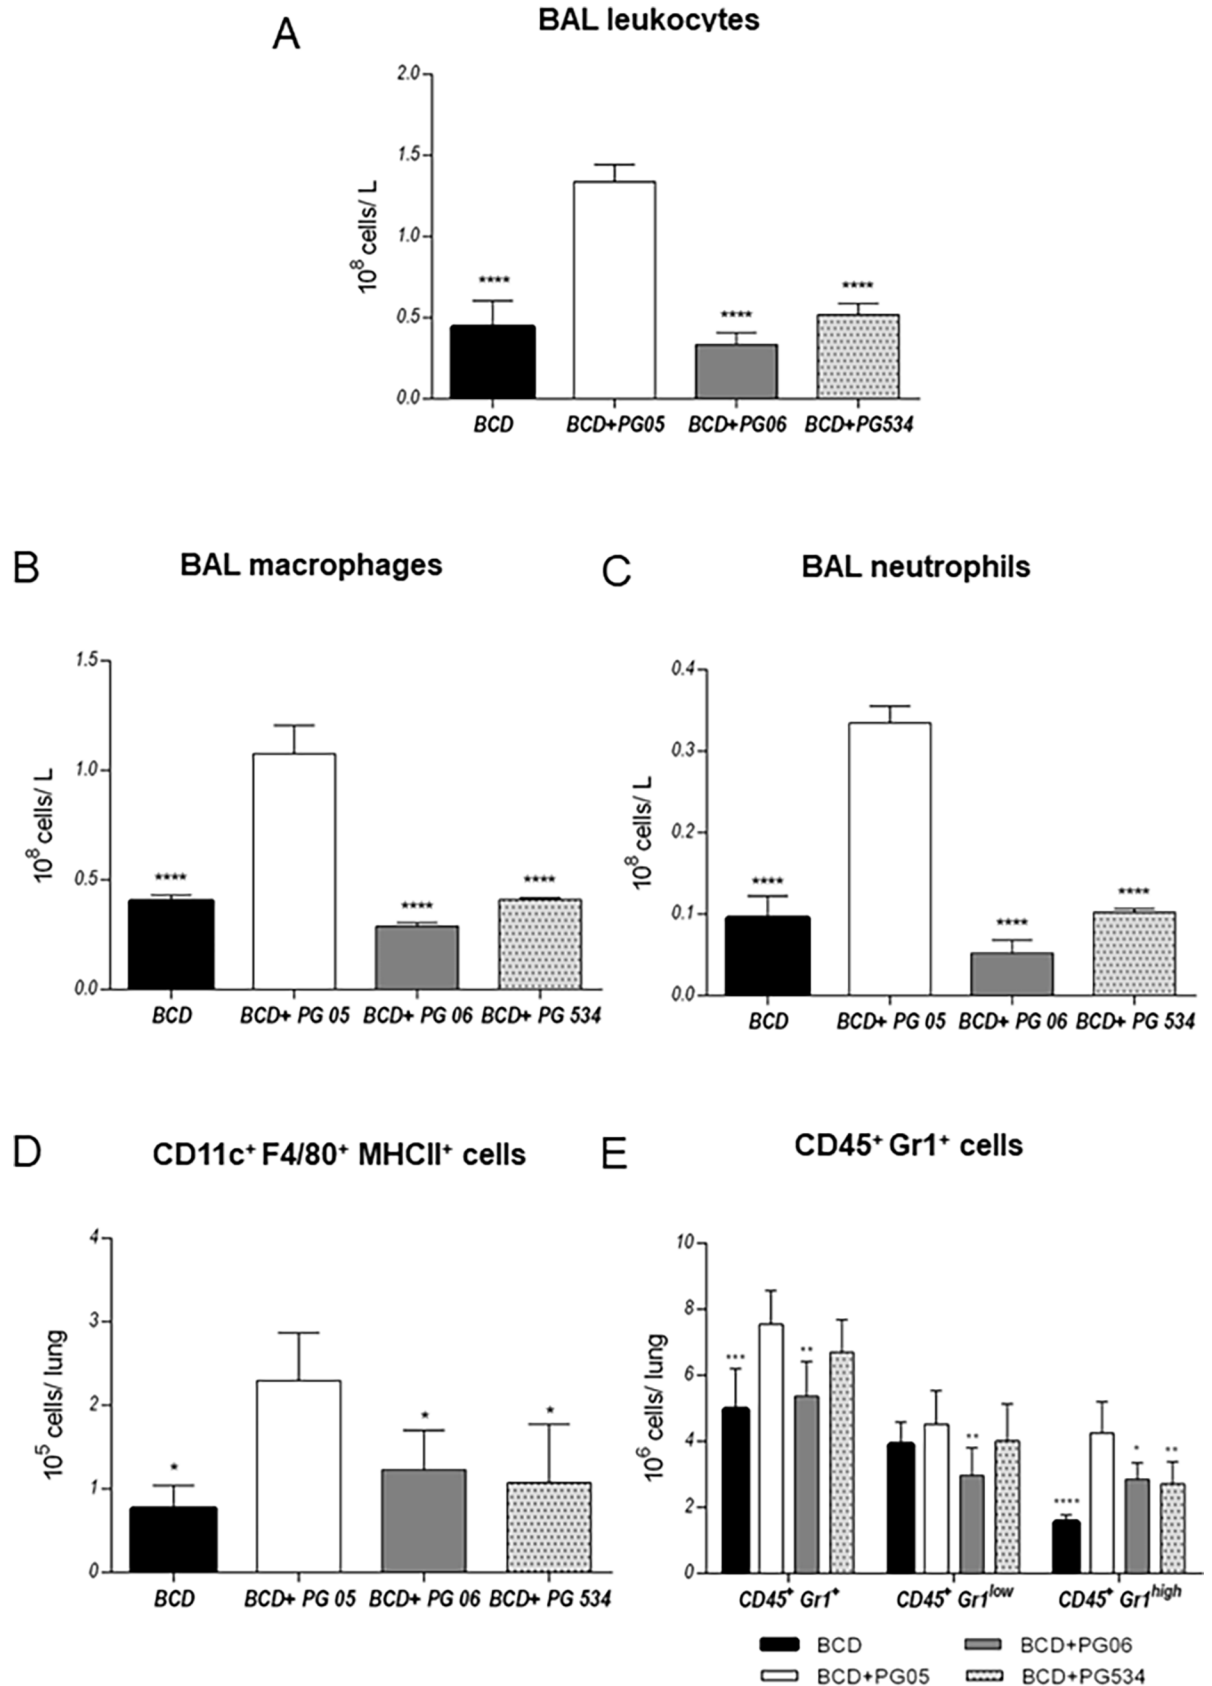 A
BAL leukocytes
2.0
1.5
1.0
0.5
0.0
10⁸ cells/ L
****
****
****
BCD BCD+PG05 BCD+PG06 BCD+PG534
B
BAL macrophages
1.5
1.0
0.5
0.0
10⁸ cells/ L
****
****
****
BCD BCD+ PG 05 BCD+ PG 06 BCD+ PG 534
C
BAL neutrophils
0.4
0.3
0.2
0.1
0.0
10⁸ cells/ L
****
****
****
BCD BCD+ PG 05 BCD+ PG 06 BCD+ PG 534
D
CD11c⁺ F4/80⁺ MHCII⁺ cells
4
3
2
1
0
10⁵ cells/ lung
*
*
*
BCD BCD+ PG 05 BCD+ PG 06 BCD+ PG 534
E
CD45⁺ Gr1⁺ cells
10
8
6
4
2
0
10⁶ cells/ lung
***
**
**
****
*
**
CD45⁺ Gr1⁺ CD45⁺ Gr1ˡᵒʷ CD45⁺ Gr1ʰⁱᵍʰ
BCD BCD+PG06
BCD+PG05 BCD+PG534